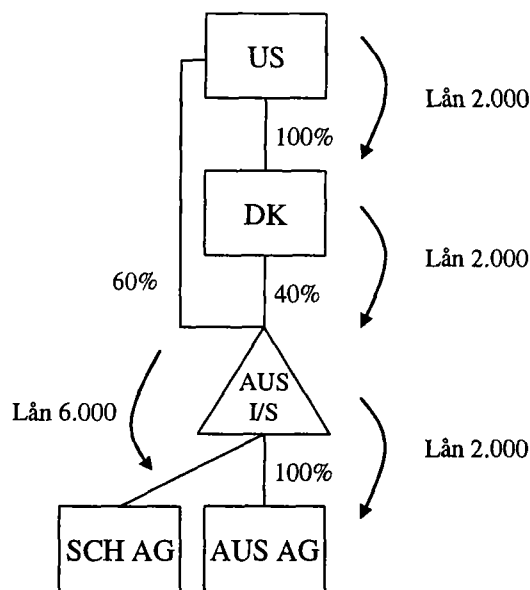 US
Lån 2.000
100%
DK
Lån 2.000
60%
40%
AUS
I/S
Lån 6.000
Lån 2.000
100%
SCH AG
AUS AG